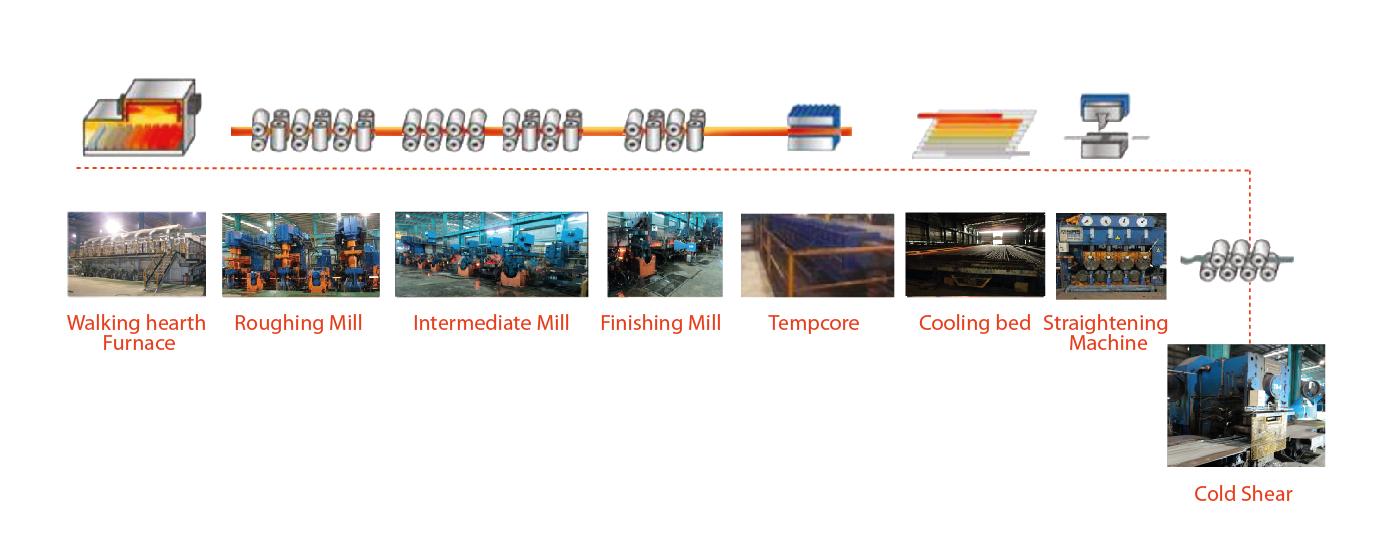 Walking hearth
Furnace
Roughing Mill
Intermediate Mill
Finishing Mill
Tempcore
Cooling bed
Straightening
Machine
Cold Shear